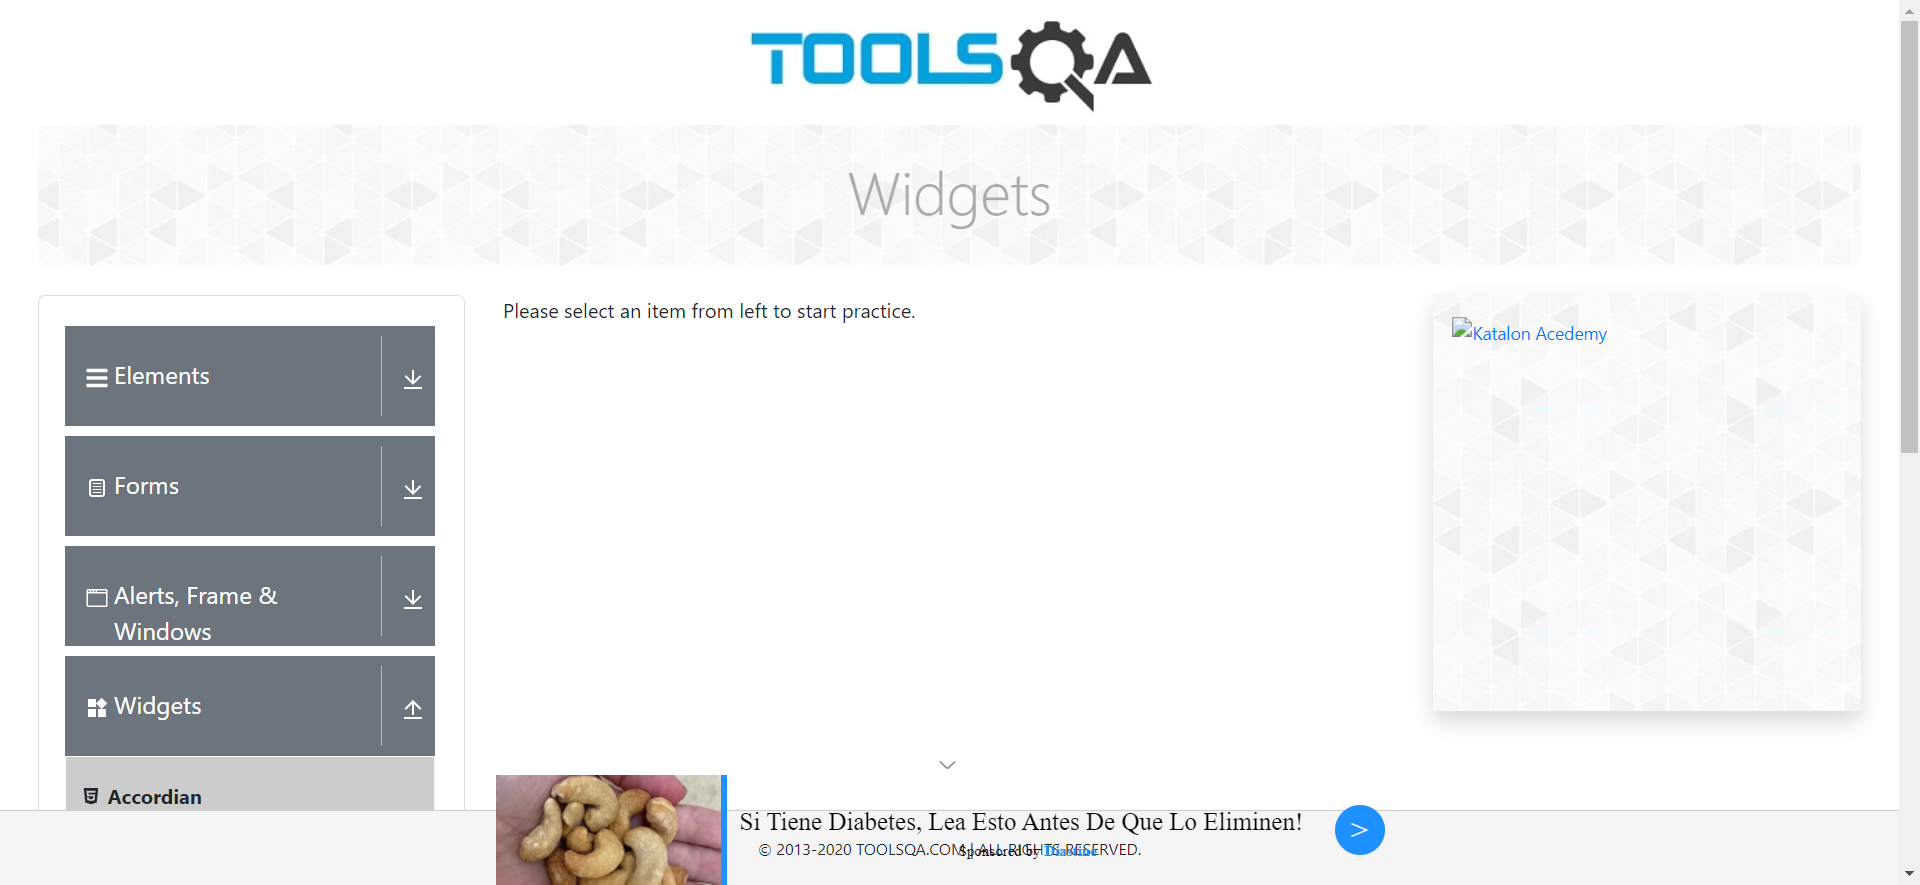 TOOLSQA
Widgets
Please select an item from left to start practice.
Katalon Acedemy
Elements
Forms
Alerts, Frame &
Windows
Widgets
Accordian
Si Tiene Diabetes, Lea Esto Antes De Que Lo Eliminen!
>
© 2013-2020 TOOLSQA.COM | ALL RIGHTS RESERVED.
Sponsored by